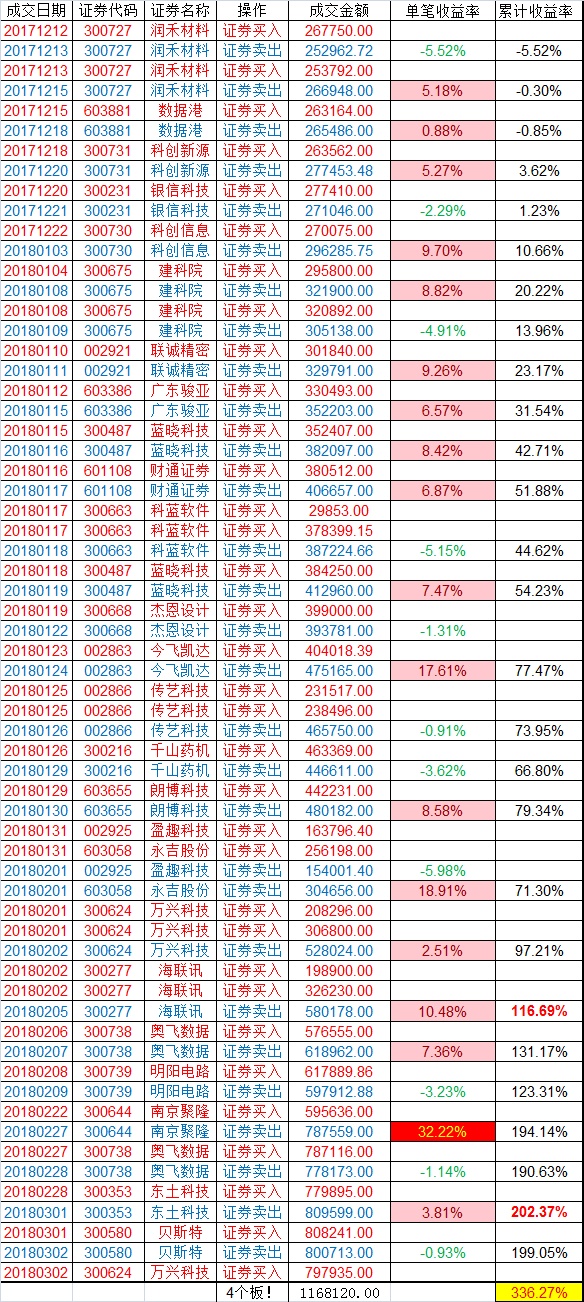 成交日期 证券代码 证券名称 操作 成交金额 单笔收益率 累计收益率
20171212 300727 润禾材料 证券买入 267750.00
20171213 300727 润禾材料 证券卖出 252962.72 -5.52% -5.52%
20171213 300727 润禾材料 证券买入 253792.00
20171215 300727 润禾材料 证券卖出 266948.00 5.18% -0.30%
20171215 603881 数据港 证券买入 263164.00
20171218 603881 数据港 证券卖出 265486.00 0.88% -0.85%
20171218 300731 科创新源 证券买入 263562.00
20171220 300731 科创新源 证券卖出 277453.48 5.27% 3.62%
20171220 300231 银信科技 证券买入 277410.00
20171221 300231 银信科技 证券卖出 271046.00 -2.29% 1.23%
20171222 300730 科创信息 证券买入 270075.00
20180103 300730 科创信息 证券卖出 296285.75 9.70% 10.66%
20180104 300675 建科院 证券买入 295800.00
20180108 300675 建科院 证券卖出 321900.00 8.82% 20.22%
20180108 300675 建科院 证券买入 320892.00
20180109 300675 建科院 证券卖出 305138.00 -4.91% 13.96%
20180110 002921 联诚精密 证券买入 301840.00
20180111 002921 联诚精密 证券卖出 329791.00 9.26% 23.17%
20180112 603386 广东骏亚 证券买入 330493.00
20180115 603386 广东骏亚 证券卖出 352203.00 6.57% 31.54%
20180115 300487 蓝晓科技 证券买入 352407.00
20180116 300487 蓝晓科技 证券卖出 382097.00 8.42% 42.71%
20180116 601108 财通证券 证券买入 380512.00
20180117 601108 财通证券 证券卖出 406657.00 6.87% 51.88%
20180117 300663 科蓝软件 证券买入 29853.00
20180117 300663 科蓝软件 证券买入 378399.15
20180118 300663 科蓝软件 证券卖出 387224.66 -5.15% 44.62%
20180118 300487 蓝晓科技 证券买入 384250.00
20180119 300487 蓝晓科技 证券卖出 412960.00 7.47% 54.23%
20180119 300668 杰恩设计 证券买入 399000.00
20180122 300668 杰恩设计 证券卖出 393781.00 -1.31%
20180123 002863 今飞凯达 证券买入 404018.39
20180124 002863 今飞凯达 证券卖出 475165.00 17.61% 77.47%
20180125 002866 传艺科技 证券买入 231517.00
20180125 002866 传艺科技 证券买入 238496.00
20180126 002866 传艺科技 证券卖出 465750.00 -0.91% 73.95%
20180126 300216 千山药机 证券买入 463369.00
20180129 300216 千山药机 证券卖出 446611.00 -3.62% 66.80%
20180129 603655 朗博科技 证券买入 442231.00
20180130 603655 朗博科技 证券卖出 480182.00 8.58% 79.34%
20180131 002925 盈趣科技 证券买入 163796.40
20180131 603058 永吉股份 证券买入 256198.00
20180201 002925 盈趣科技 证券卖出 154001.40 -5.98%
20180201 603058 永吉股份 证券卖出 304656.00 18.91% 71.30%
20180201 300624 万兴科技 证券买入 208296.00
20180201 300624 万兴科技 证券买入 306800.00
20180202 300624 万兴科技 证券卖出 528024.00 2.51% 97.21%
20180202 300277 海联讯 证券买入 198900.00
20180202 300277 海联讯 证券买入 326230.00
20180205 300277 海联讯 证券卖出 580178.00 10.48% 116.69%
20180206 300738 奥飞数据 证券买入 576555.00
20180207 300738 奥飞数据 证券卖出 618962.00 7.36% 131.17%
20180208 300739 明阳电路 证券买入 617889.86
20180209 300739 明阳电路 证券卖出 597912.88 -3.23% 123.31%
20180222 300644 南京聚隆 证券买入 595636.00
20180227 300644 南京聚隆 证券卖出 787559.00 32.22% 194.14%
20180227 300738 奥飞数据 证券买入 787116.00
20180228 300738 奥飞数据 证券卖出 778173.00 -1.14% 190.63%
20180228 300353 东土科技 证券买入 779895.00
20180301 300353 东土科技 证券卖出 809599.00 3.81% 202.37%
20180301 300580 贝斯特 证券买入 808241.00
20180302 300580 贝斯特 证券卖出 800713.00 -0.93% 199.05%
20180302 300624 万兴科技 证券买入 797935.00
4个板！ 1168120.00 336.27%